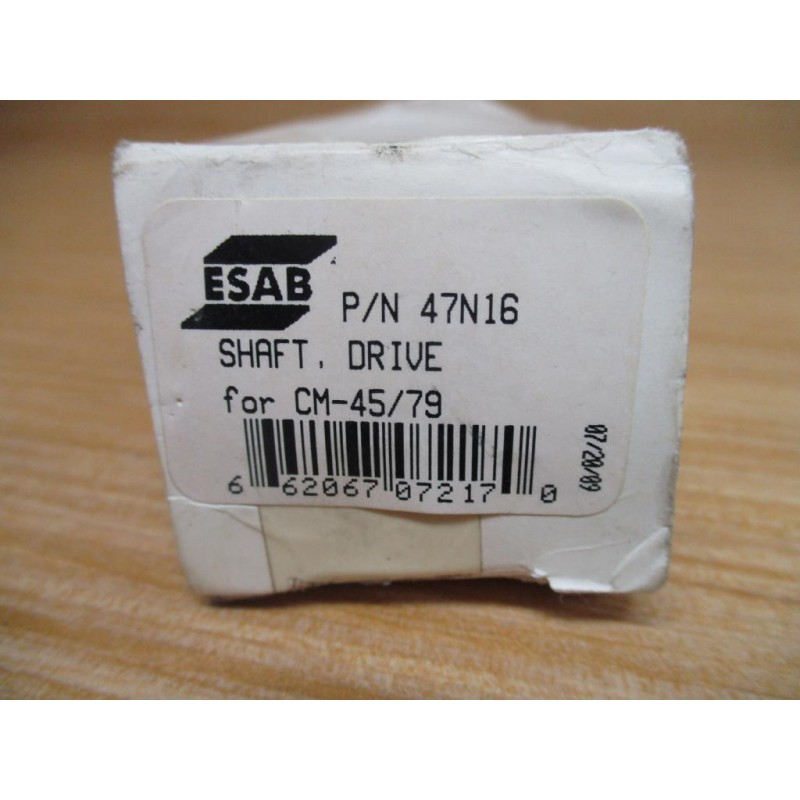 ESAB
P/N 47N16
SHAFT, DRIVE
for CM-45/79
6 62067 07217 0
07/20/09